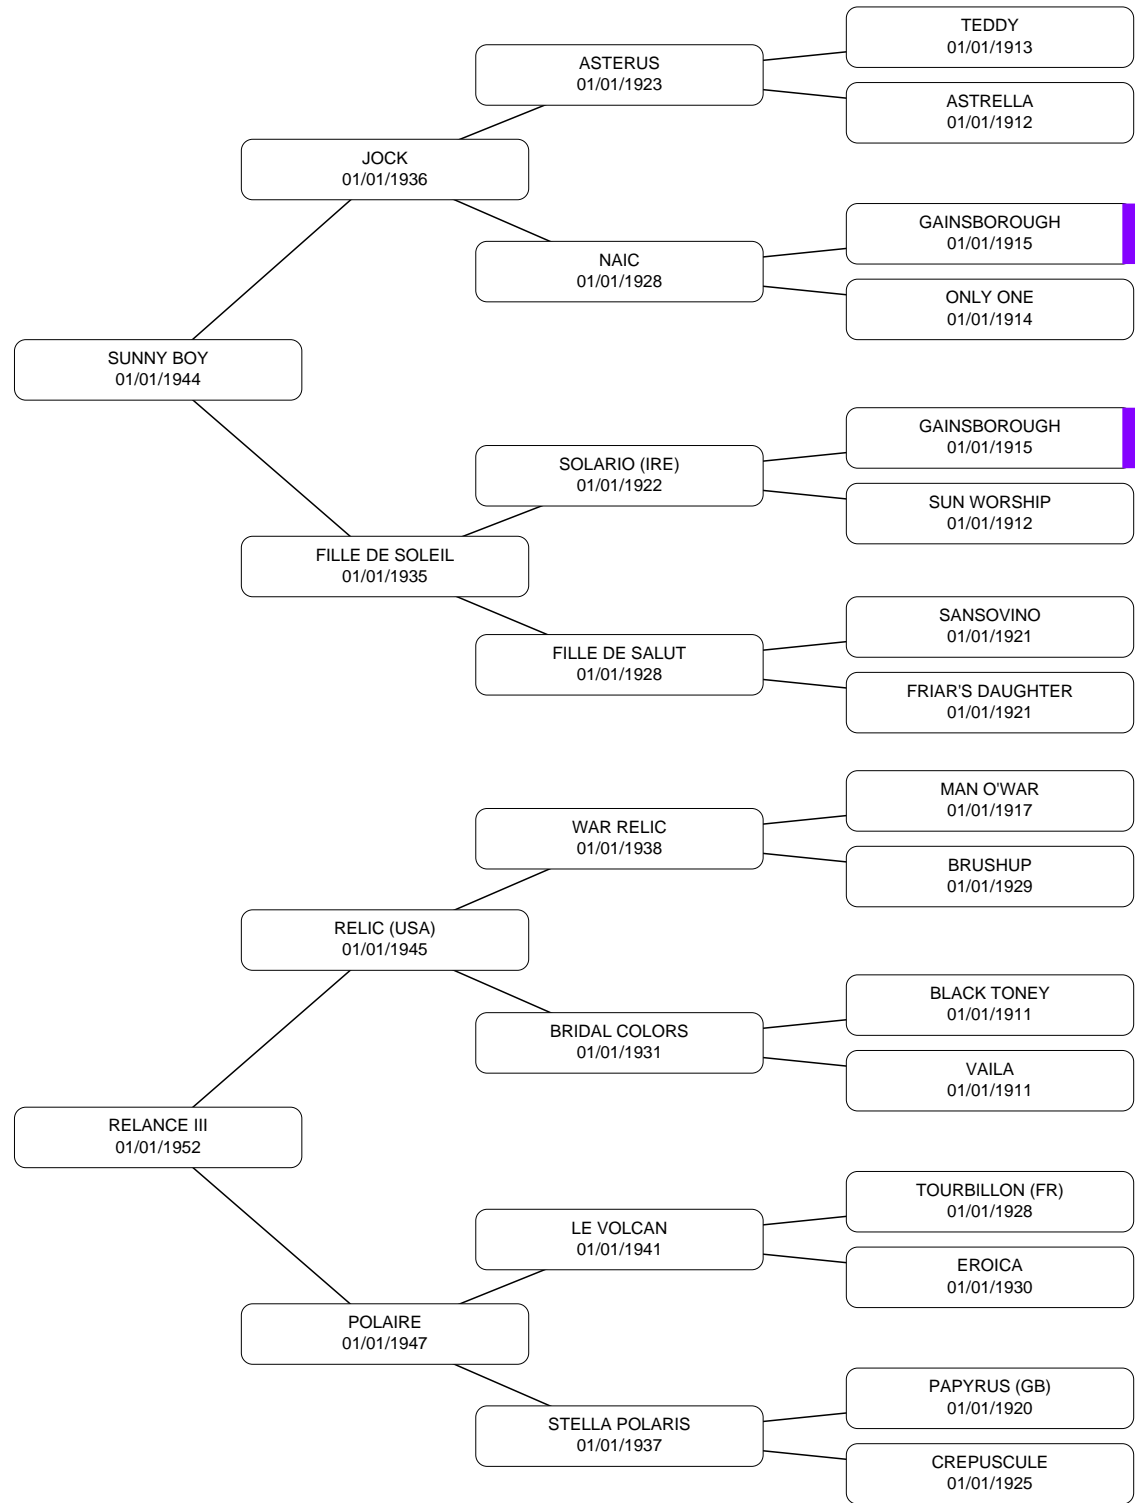 TEDDY
01/01/1913
ASTERUS
01/01/1923
ASTRELLA
01/01/1912
JOCK
01/01/1936
GAINSBOROUGH
01/01/1915
NAIC
01/01/1928
ONLY ONE
01/01/1914
SUNNY BOY
01/01/1944
GAINSBOROUGH
01/01/1915
SOLARIO (IRE)
01/01/1922
SUN WORSHIP
01/01/1912
FILLE DE SOLEIL
01/01/1935
SANSOVINO
01/01/1921
FILLE DE SALUT
01/01/1928
FRIAR'S DAUGHTER
01/01/1921
MAN O'WAR
01/01/1917
WAR RELIC
01/01/1938
BRUSHUP
01/01/1929
RELIC (USA)
01/01/1945
BLACK TONEY
01/01/1911
BRIDAL COLORS
01/01/1931
VAILA
01/01/1911
RELANCE III
01/01/1952
TOURBILLON (FR)
01/01/1928
LE VOLCAN
01/01/1941
EROICA
01/01/1930
POLAIRE
01/01/1947
PAPYRUS (GB)
01/01/1920
STELLA POLARIS
01/01/1937
CREPUSCULE
01/01/1925